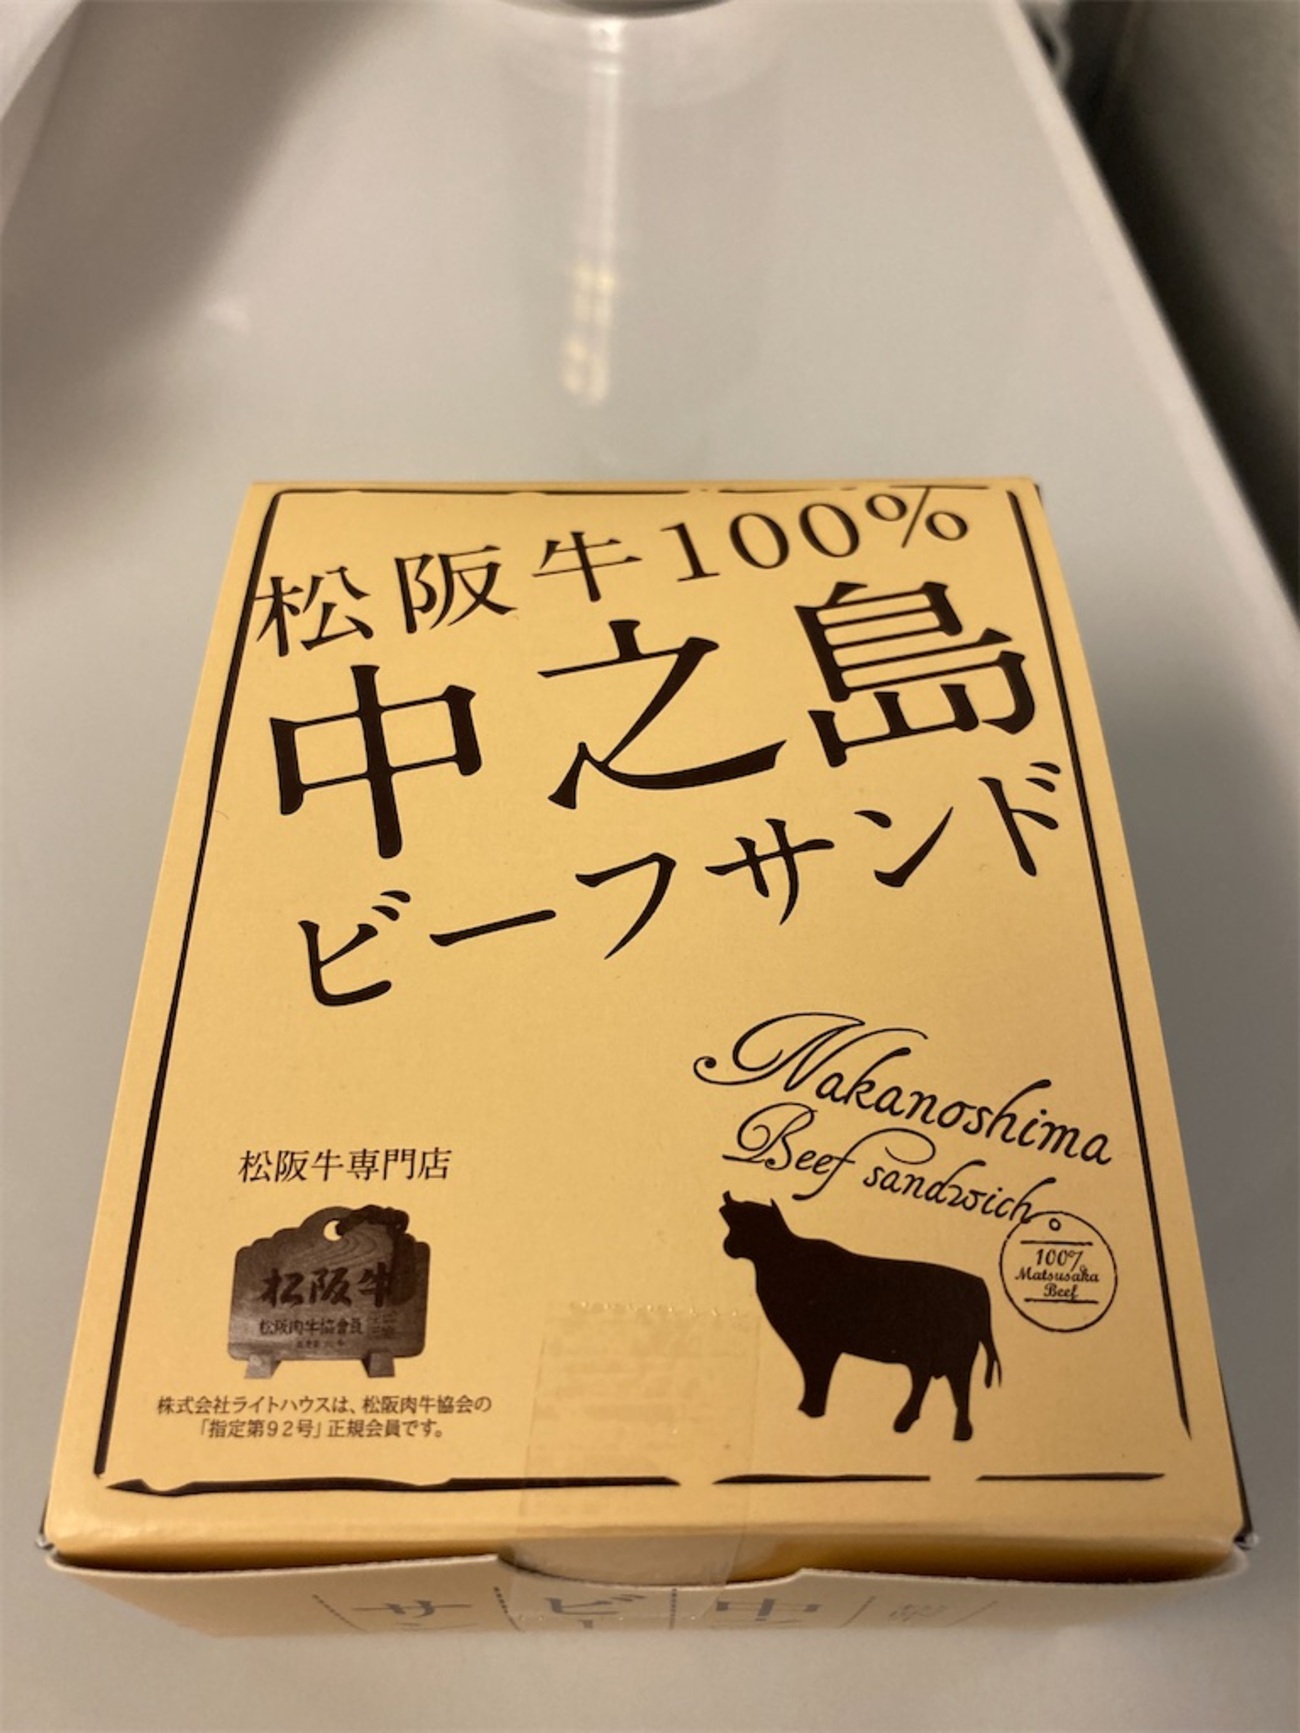 松阪牛100%
中之島
ビーフサンド
Nakanoshima
Beef sandwich
100%
Matsusaka
Beef
松阪牛専門店
松阪牛
松阪肉牛協會員
株式会社ライトハウスは、松阪肉牛協会の
「指定第92号」正規会員です。